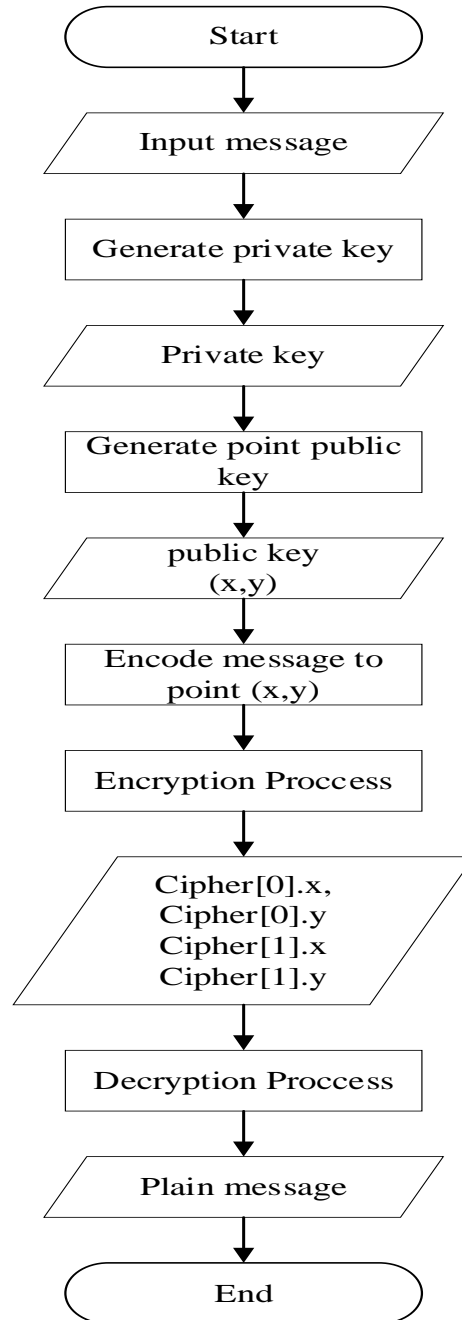 Start
Input message
Generate private key
Private key
Generate point public
key
public key
(x,y)
Encode message to
point (x,y)
Encryption Proccess
Cipher[0].x,
Cipher[0].y
Cipher[1].x
Cipher[1].y
Decryption Proccess
Plain message
End